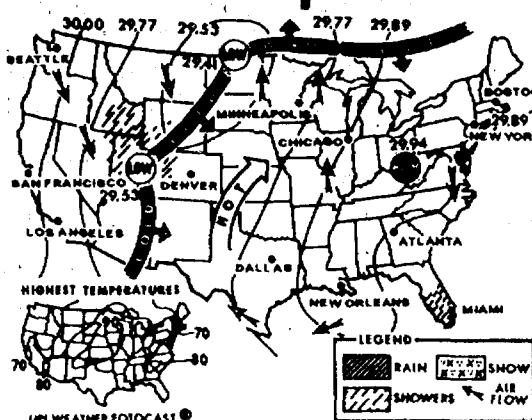 30.00 29.77 29.53 29.77 29.89
SEATTLE
LOW
29.41
BOSTO
MINNEAPOLIS
29.89
NEW YORK
CHICAGO
29.94
LOW
SAN FRANCISCO
DENVER
29.53
HOT
LOS ANGELES
ATLANTA
DALLAS
HIGHEST TEMPERATURES
NEW ORLEANS
MIAMI
LEGEND
70
RAIN
SNOW
80
70
80
SHOWERS
AIR
FLOW
UPI WEATHER FOTOCAST